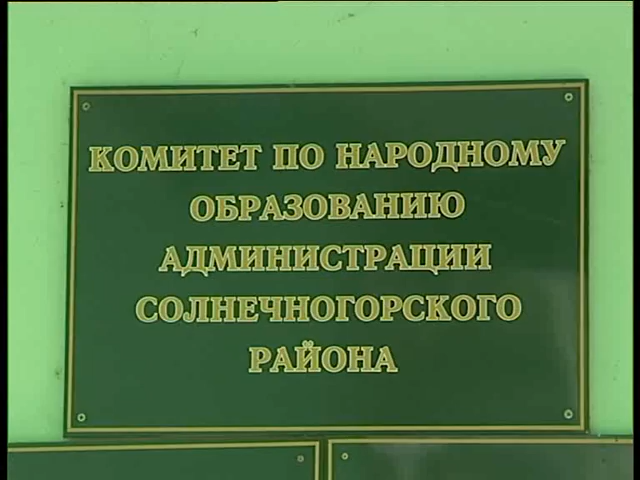 КОМИТЕТ ПО НАРОДНОМУ
ОБРАЗОВАНИЮ
АДМИНИСТРАЦИИ
СОЛНЕЧНОГОРСКОГО
РАЙОНА